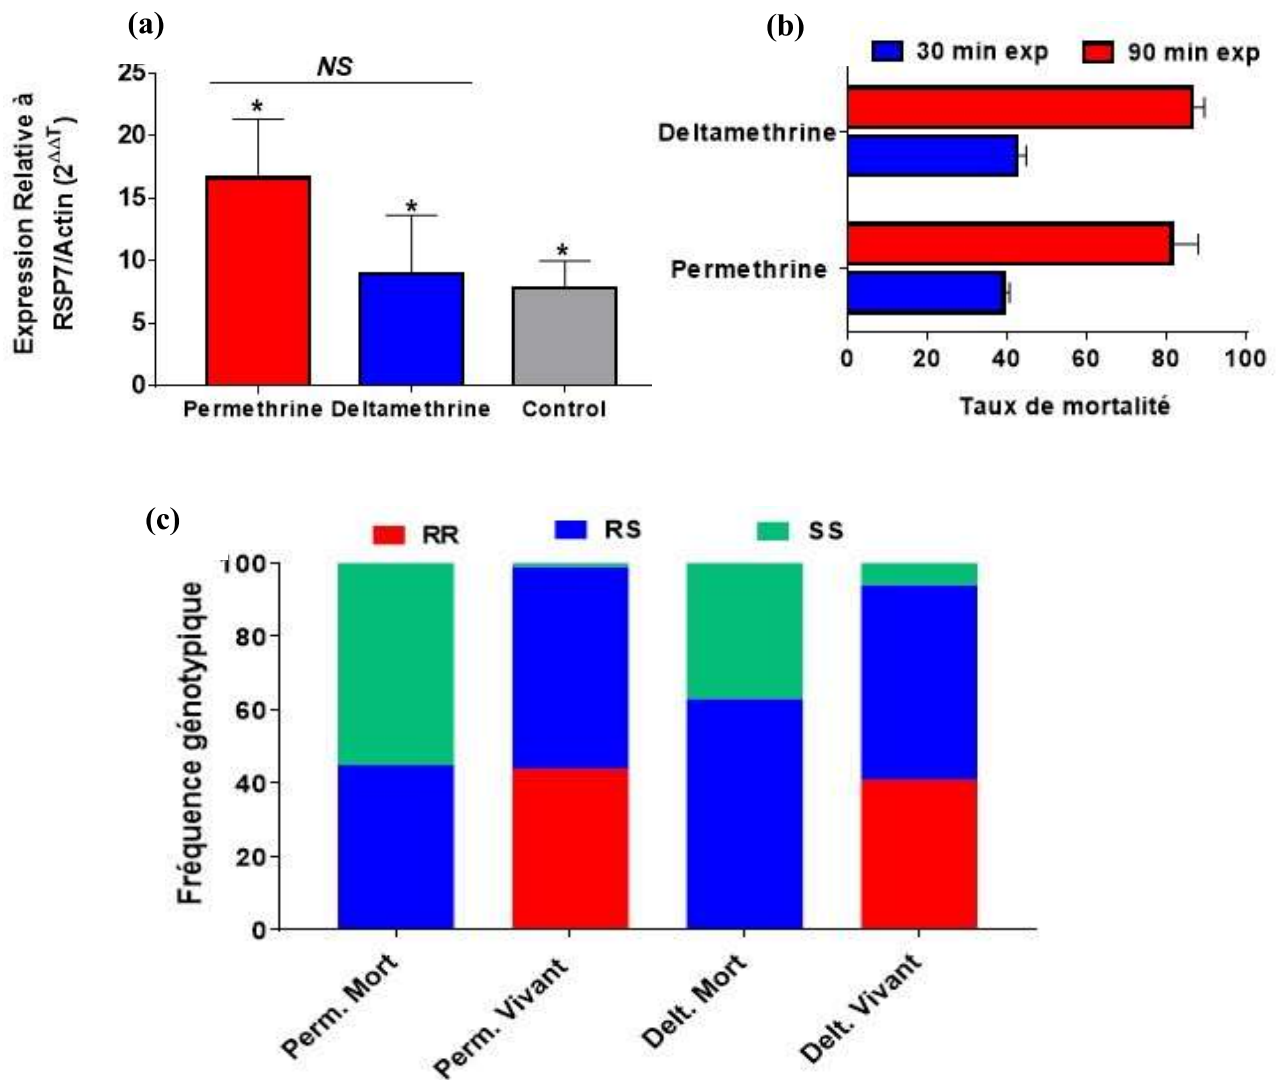 (a)
NS
*
*
*
25
20
15
10
5
0
Expression Relative à
RSP7/Actin (2^ΔΔT)
Permethrine Deltamethrine Control
(b)
30 min exp 90 min exp
Deltamethrine
Permethrine
0 20 40 60 80 100
Taux de mortalité
(c)
RR RS SS
100
80
60
40
20
0
Fréquence génotypique
Perm. Mort
Perm. Vivant
Delt. Mort
Delt. Vivant